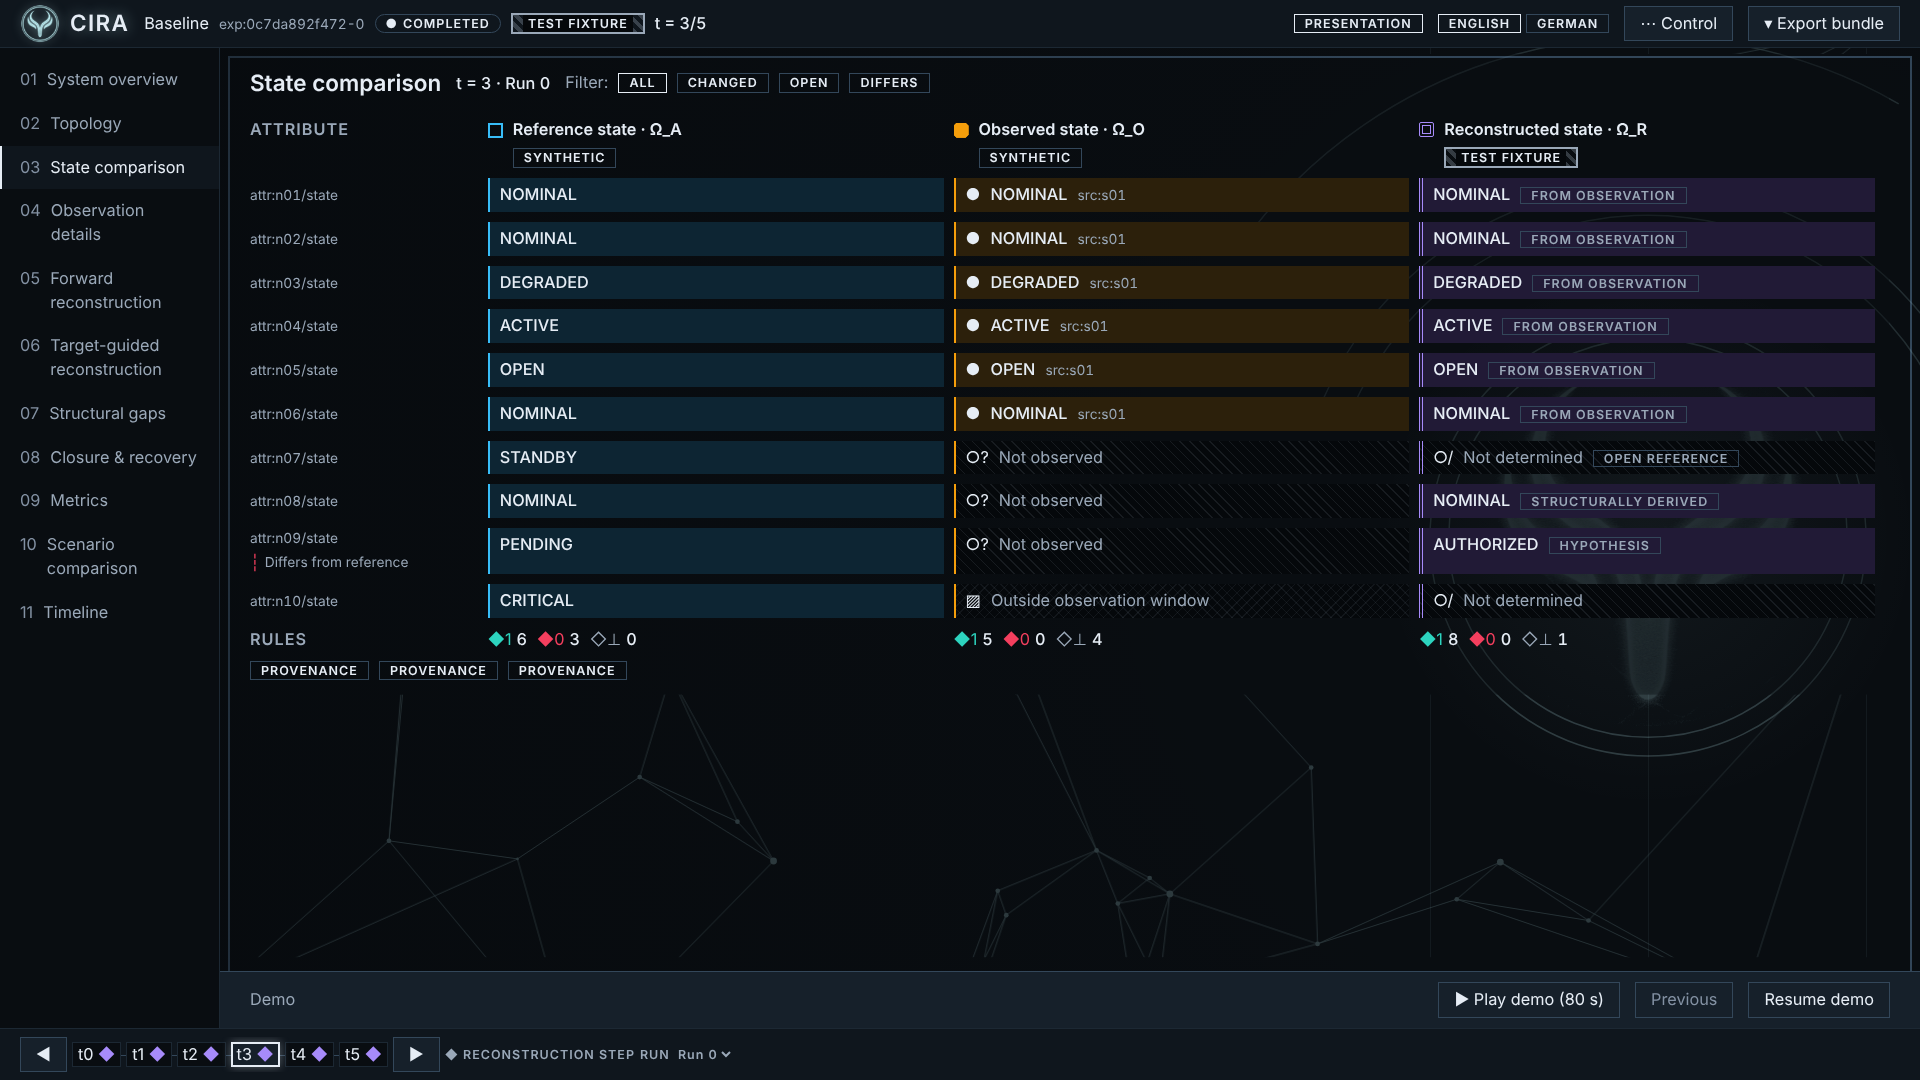 CIRA Baseline exp:0c7da892f472-0 COMPLETED TEST FIXTURE t = 3/5 PRESENTATION ENGLISH GERMAN ··· Control ▾ Export bundle
01 System overview
02 Topology
03 State comparison
04 Observation
details
05 Forward
reconstruction
06 Target-guided
reconstruction
07 Structural gaps
08 Closure & recovery
09 Metrics
10 Scenario
comparison
11 Timeline
State comparison t = 3 · Run 0 Filter: ALL CHANGED OPEN DIFFERS
ATTRIBUTE Reference state · Ω_A Observed state · Ω_O Reconstructed state · Ω_R
SYNTHETIC SYNTHETIC TEST FIXTURE
attr:n01/state NOMINAL NOMINAL src:s01 NOMINAL FROM OBSERVATION
attr:n02/state NOMINAL NOMINAL src:s01 NOMINAL FROM OBSERVATION
attr:n03/state DEGRADED DEGRADED src:s01 DEGRADED FROM OBSERVATION
attr:n04/state ACTIVE ACTIVE src:s01 ACTIVE FROM OBSERVATION
attr:n05/state OPEN OPEN src:s01 OPEN FROM OBSERVATION
attr:n06/state NOMINAL NOMINAL src:s01 NOMINAL FROM OBSERVATION
attr:n07/state STANDBY ○? Not observed ○/ Not determined OPEN REFERENCE
attr:n08/state NOMINAL ○? Not observed NOMINAL STRUCTURALLY DERIVED
attr:n09/state PENDING ○? Not observed AUTHORIZED HYPOTHESIS
Differs from reference
attr:n10/state CRITICAL ▨ Outside observation window ○/ Not determined
RULES ◆1 6 ◆0 3 ◇⊥ 0 ◆1 5 ◆0 0 ◇⊥ 4 ◆1 8 ◆0 0 ◇⊥ 1
PROVENANCE PROVENANCE PROVENANCE
Demo ▶ Play demo (80 s) Previous Resume demo
◀ t0 ◆ t1 ◆ t2 ◆ t3 ◆ t4 ◆ t5 ◆ ▶ ◆ RECONSTRUCTION STEP RUN Run 0